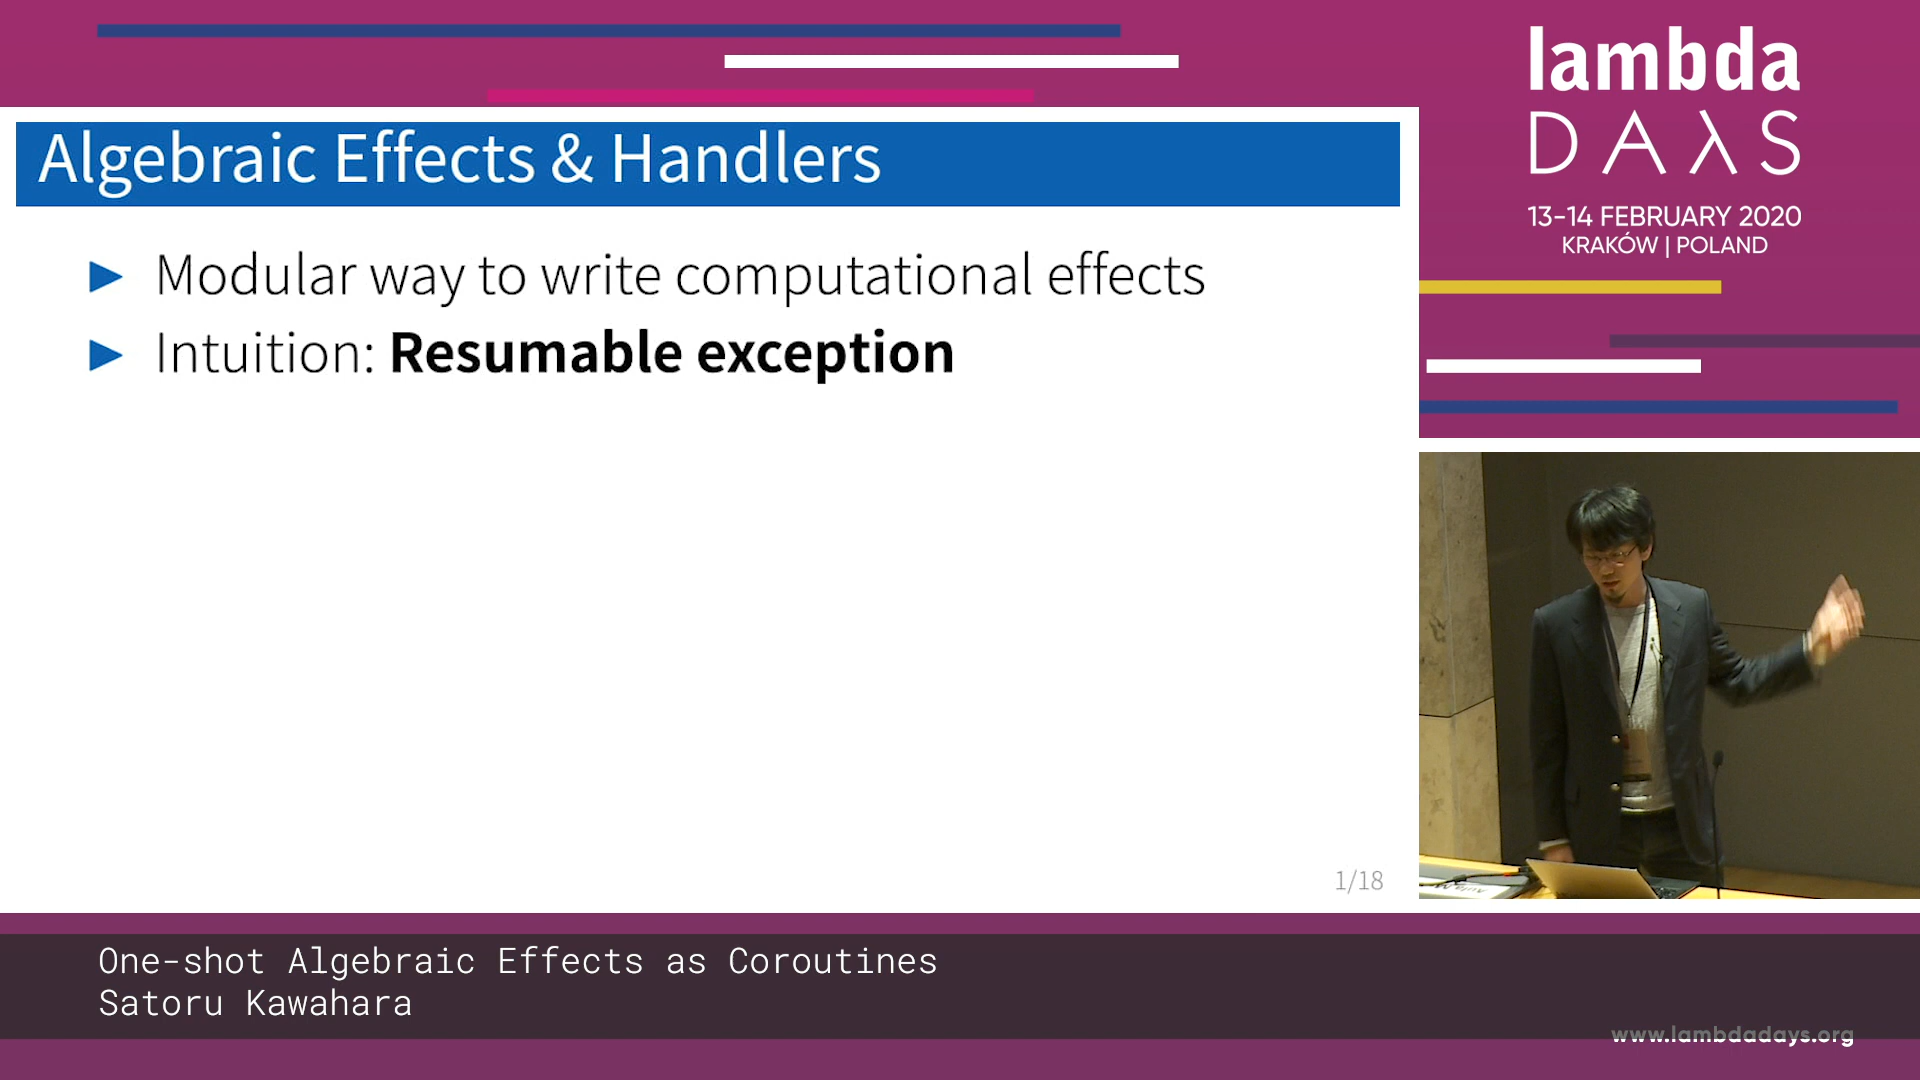 lambda
DAλS
13-14 FEBRUARY 2020
KRAKÓW | POLAND
Algebraic Effects & Handlers
Modular way to write computational effects
Intuition: Resumable exception
1/18
One-shot Algebraic Effects as Coroutines
Satoru Kawahara
www.lambdadays.org